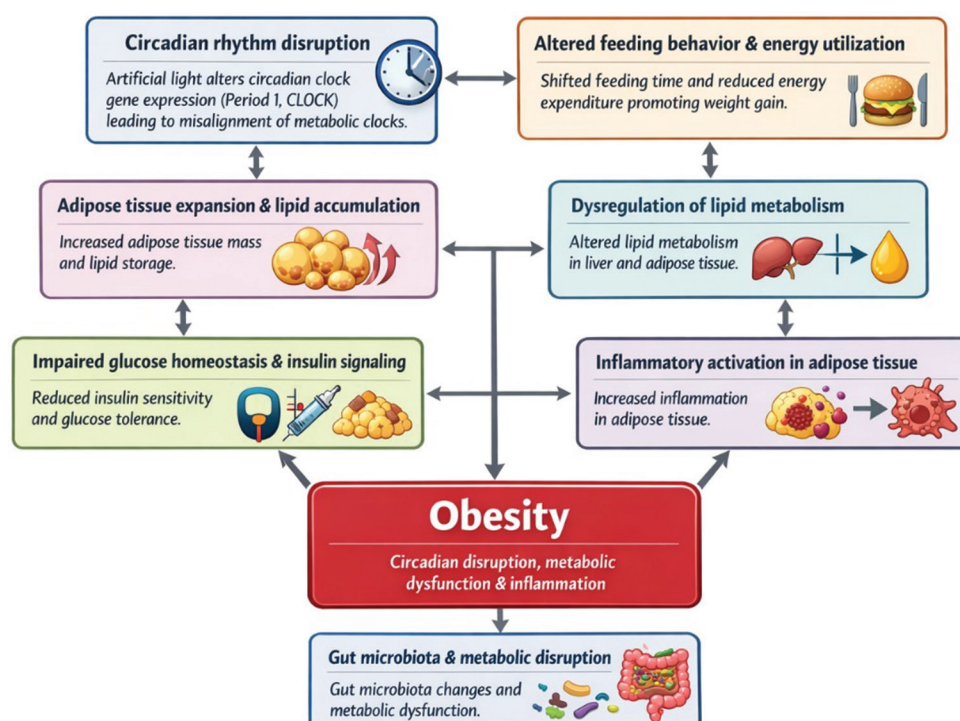 Circadian rhythm disruption
Artificial light alters circadian clock
gene expression (Period 1, CLOCK)
leading to misalignment of metabolic clocks.
Altered feeding behavior & energy utilization
Shifted feeding time and reduced energy
expenditure promoting weight gain.
Adipose tissue expansion & lipid accumulation
Increased adipose tissue mass
and lipid storage.
Dysregulation of lipid metabolism
Altered lipid metabolism
in liver and adipose tissue.
Impaired glucose homeostasis & insulin signaling
Reduced insulin sensitivity
and glucose tolerance.
Inflammatory activation in adipose tissue
Increased inflammation
in adipose tissue.
Obesity
Circadian disruption, metabolic
dysfunction & inflammation
Gut microbiota & metabolic disruption
Gut microbiota changes and
metabolic dysfunction.